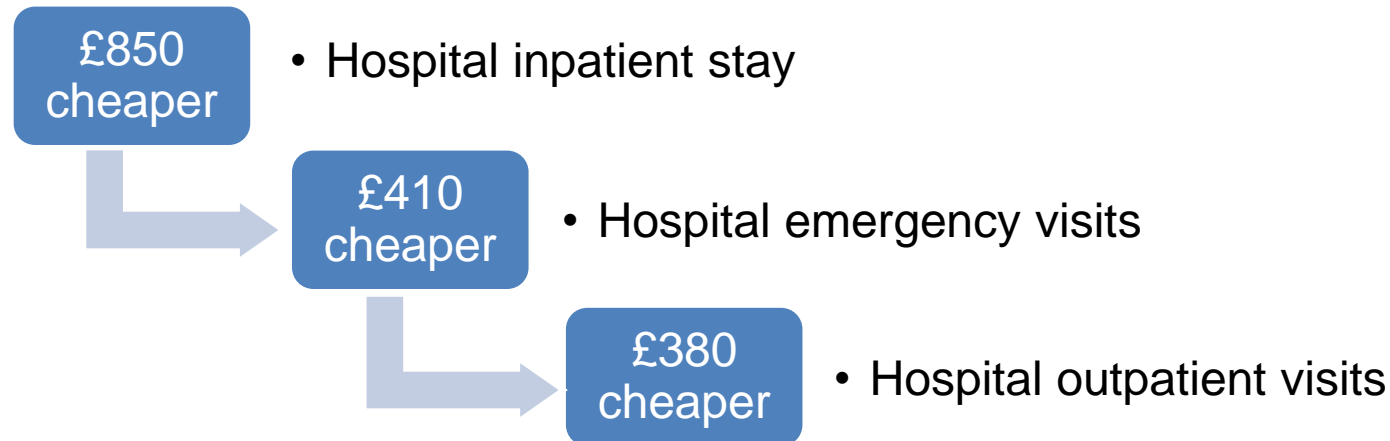 £850
cheaper
• Hospital inpatient stay
£410
cheaper
• Hospital emergency visits
£380
cheaper
• Hospital outpatient visits